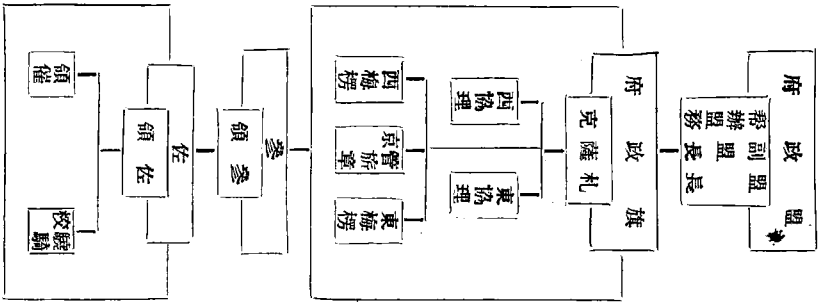 盟政府
盟長
副盟長
幫辦盟務
旗政府
札薩克
東協理
西協理
東梅楞
管旗章京
西梅楞
參
參領
佐
佐領
驍騎校
領催